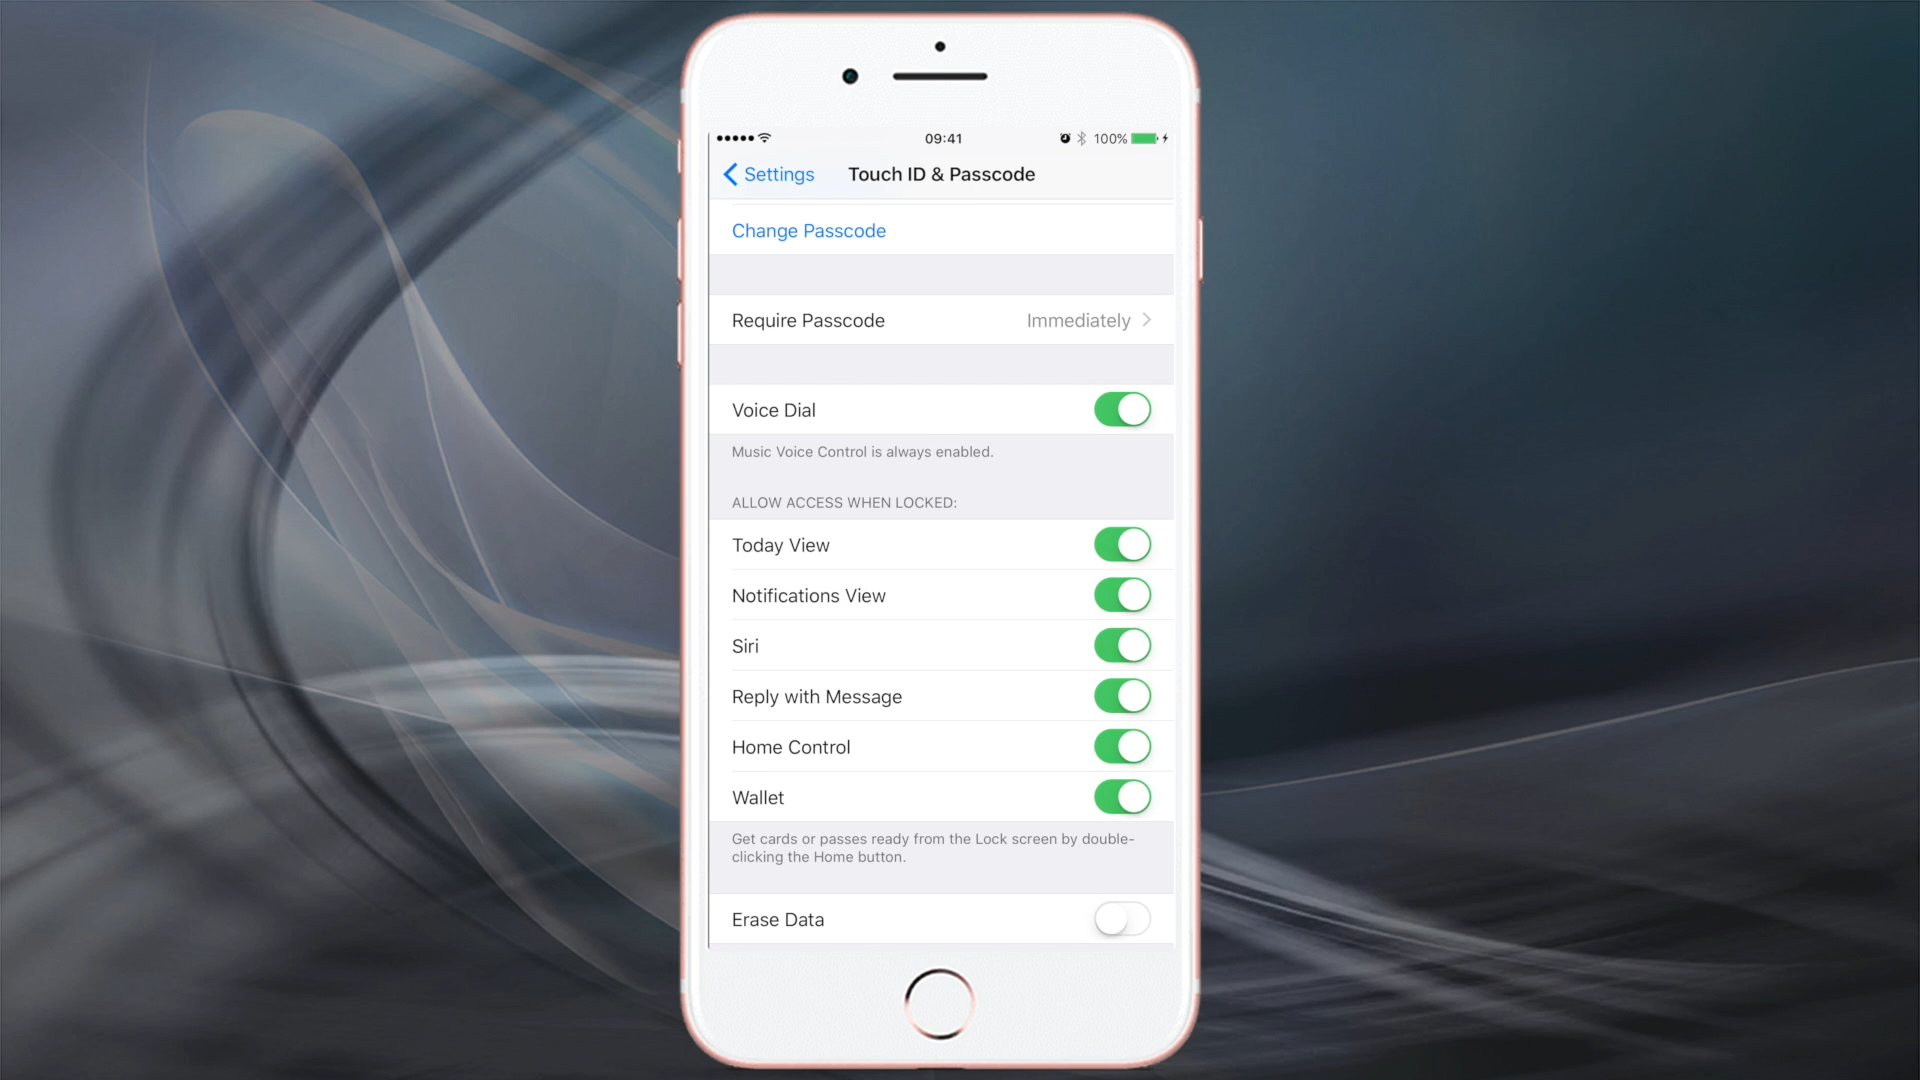 09:41
100%
Settings
Touch ID & Passcode
Change Passcode
Require Passcode
Immediately
Voice Dial
Music Voice Control is always enabled.
ALLOW ACCESS WHEN LOCKED:
Today View
Notifications View
Siri
Reply with Message
Home Control
Wallet
Get cards or passes ready from the Lock screen by double-
clicking the Home button.
Erase Data